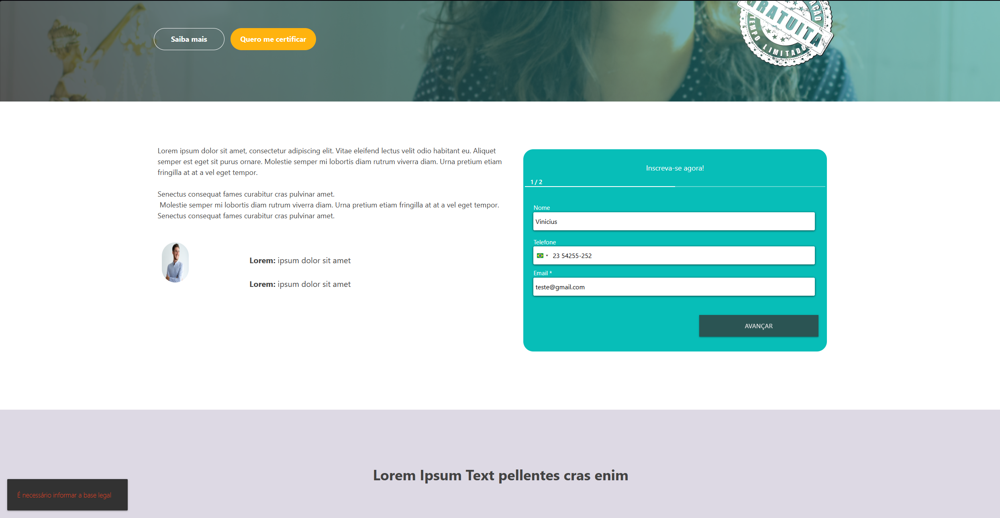 AÇÃO
GRATUITA
TEMPO LIMITADO
Saiba mais
Quero me certificar
Lorem ipsum dolor sit amet, consectetur adipiscing elit. Vitae eleifend lectus velit odio habitant eu. Aliquet
semper est eget sit purus ornare. Molestie semper mi lobortis diam rutrum viverra diam. Urna pretium etiam
fringilla at at a vel eget tempor.
Senectus consequat fames curabitur cras pulvinar amet.
Molestie semper mi lobortis diam rutrum viverra diam. Urna pretium etiam fringilla at at a vel eget tempor.
Senectus consequat fames curabitur cras pulvinar amet.
Lorem: ipsum dolor sit amet
Lorem: ipsum dolor sit amet
Inscreva-se agora!
1 / 2
Nome
Vinicius
Telefone
23 54255-252
Email *
teste@gmail.com
AVANÇAR
Lorem Ipsum Text pellentes cras enim
É necessário informar a base legal